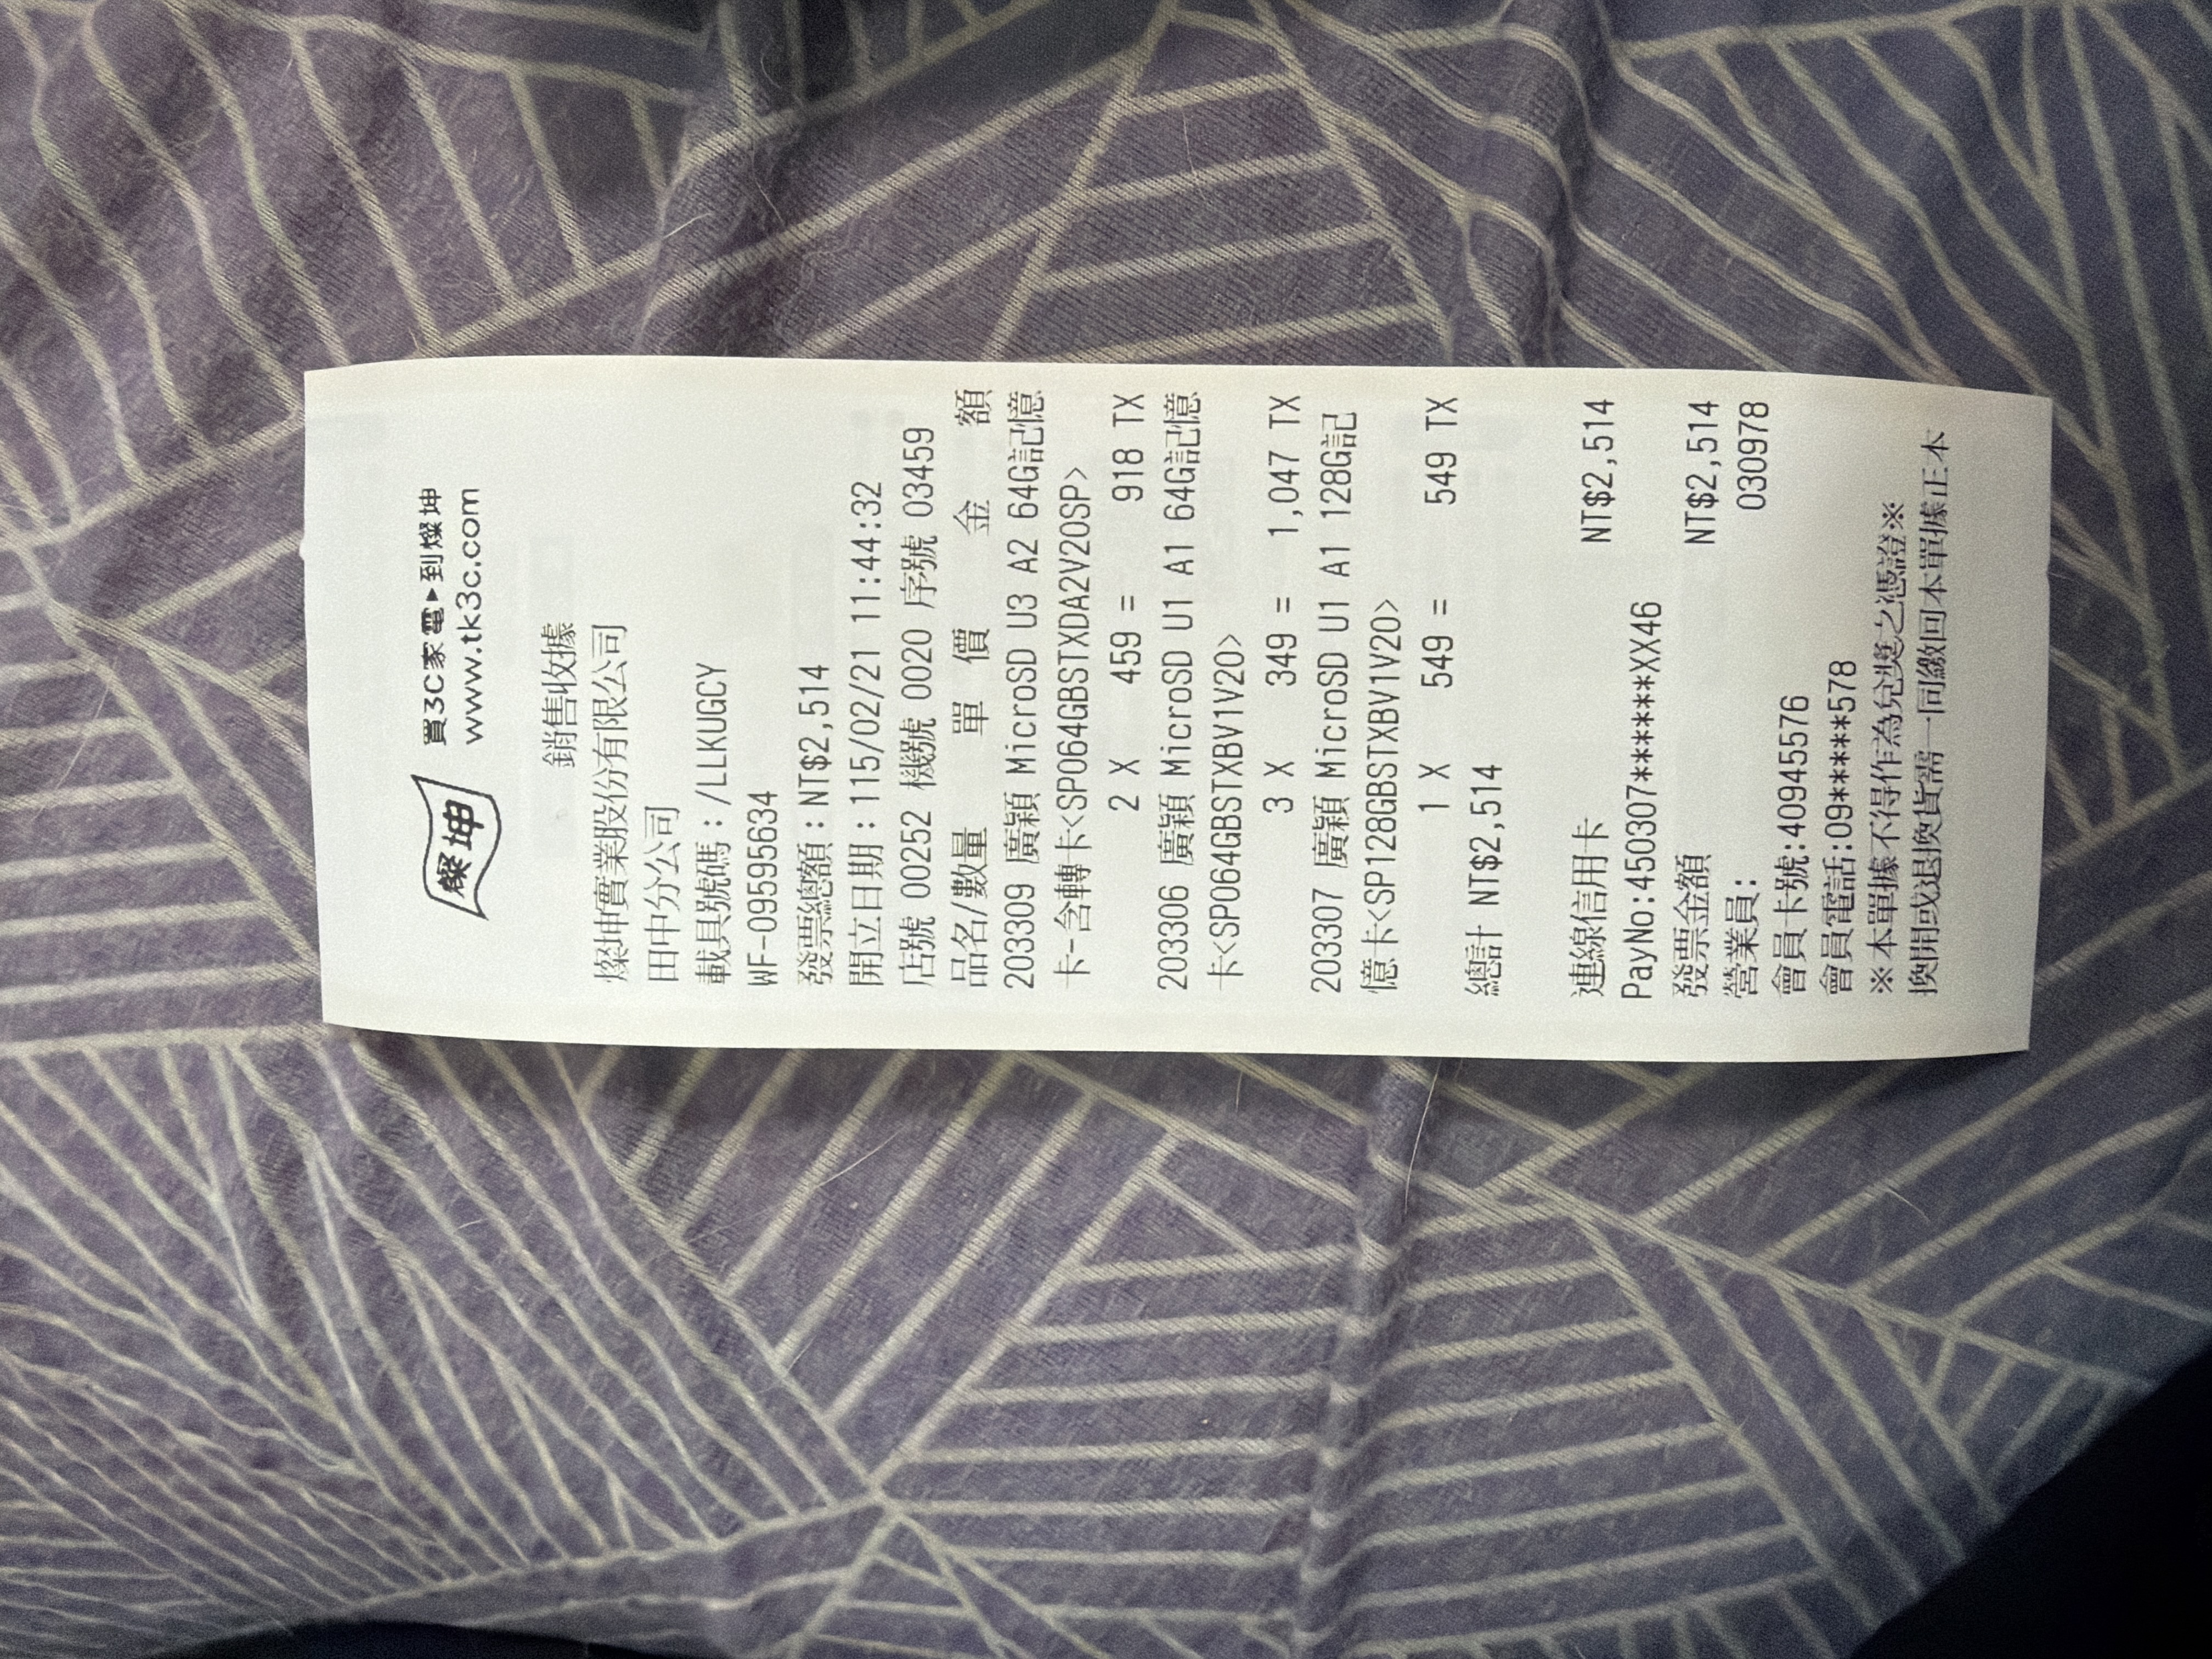 燦坤
買3C家電▶到燦坤
www.tk3c.com
銷售收據
燦坤實業股份有限公司
田中分公司
載具號碼:/LLKUGCY
WF-09595634
發票總額:NT$2,514
開立日期:115/02/21 11:44:32
店號 00252 機號 0020 序號 03459
品名/數量 單 價 金 額
203309 廣穎 MicroSD U3 A2 64G記憶
卡-含轉卡<SP064GBSTXDA2V20SP>
2 X 459 = 918 TX
203306 廣穎 MicroSD U1 A1 64G記憶
卡<SP064GBSTXBV1V20>
3 X 349 = 1,047 TX
203307 廣穎 MicroSD U1 A1 128G記
憶卡<SP128GBSTXBV1V20>
1 X 549 = 549 TX
總計 NT$2,514
連線信用卡 NT$2,514
PayNo:450307*******XX46
發票金額 NT$2,514
營業員: 030978
會員卡號:40945576
會員電話:09*****578
※本單據不得作為兌獎之憑證※
換開或退換貨需一同繳回本單據正本